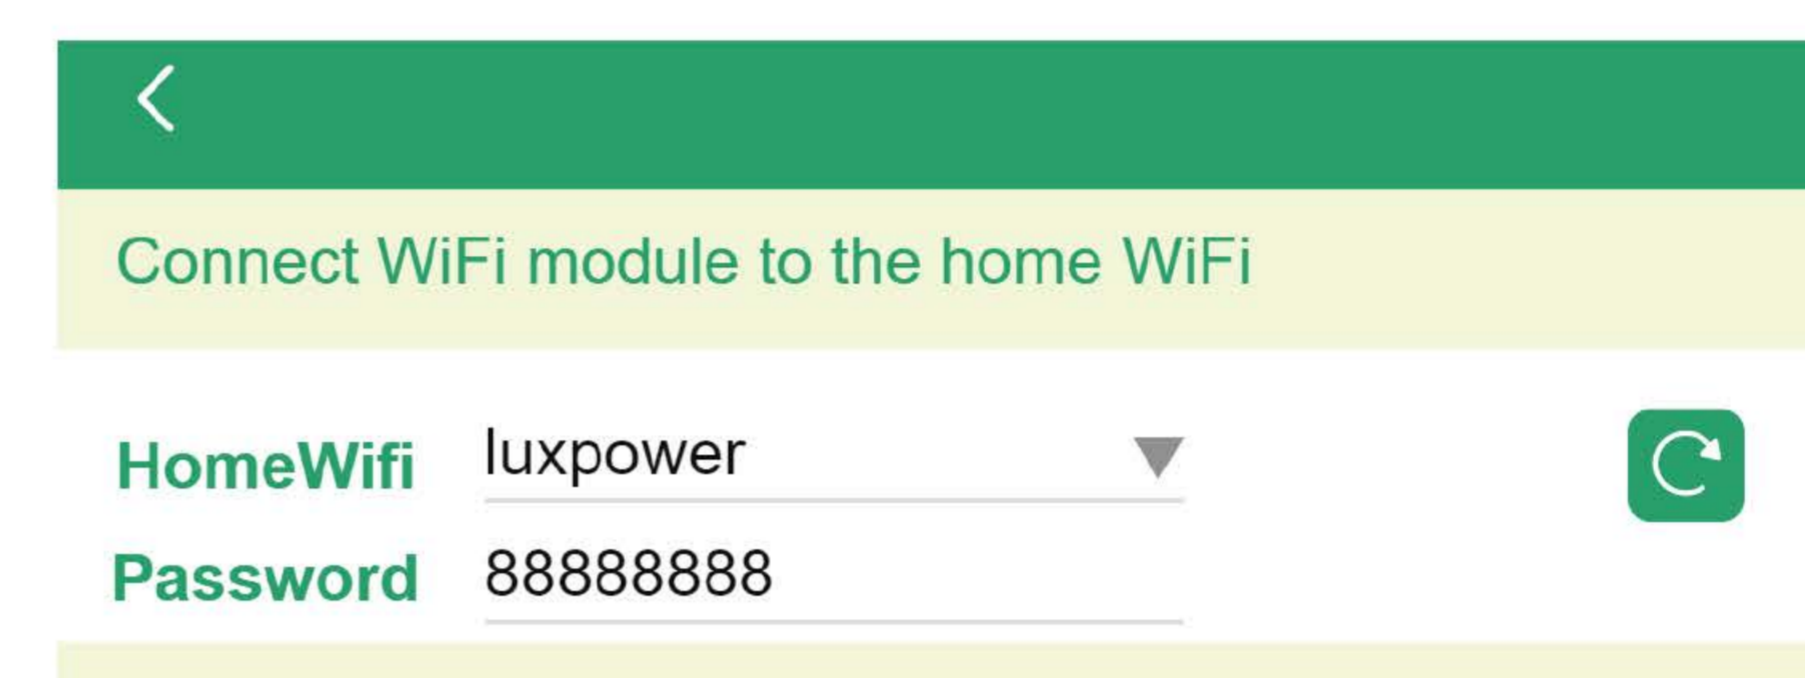 Connect WiFi module to the home WiFi
HomeWifi luxpower
Password 88888888